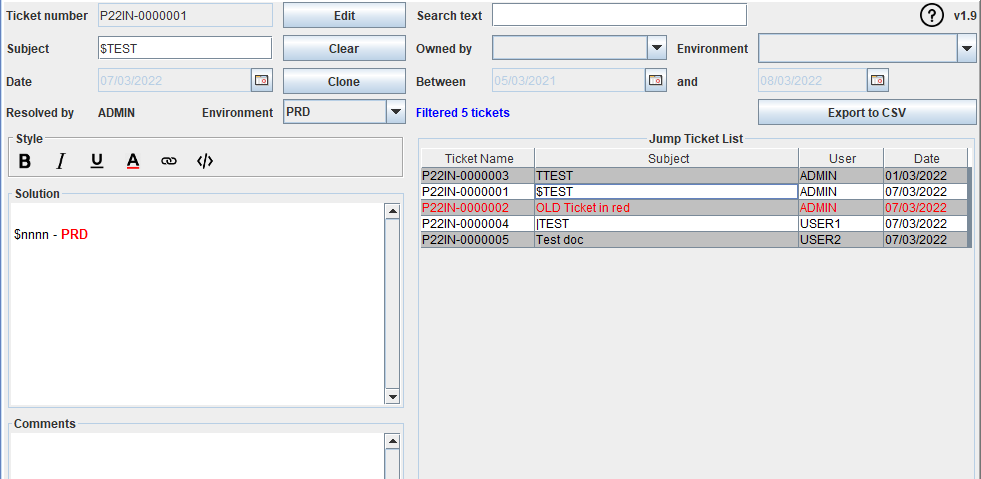 Ticket number P22IN-0000001 Edit Search text v1.9
Subject $TEST Clear Owned by Environment
Date 07/03/2022 Clone Between 05/03/2021 and 08/03/2022
Resolved by ADMIN Environment PRD Filtered 5 tickets Export to CSV
Style
B I U A </>
Solution
$nnnn - PRD
Comments
Jump Ticket List
Ticket Name Subject User Date
P22IN-0000003 TTEST ADMIN 01/03/2022
P22IN-0000001 $TEST ADMIN 07/03/2022
P22IN-0000002 OLD Ticket in red ADMIN 07/03/2022
P22IN-0000004 |TEST USER1 07/03/2022
P22IN-0000005 Test doc USER2 07/03/2022